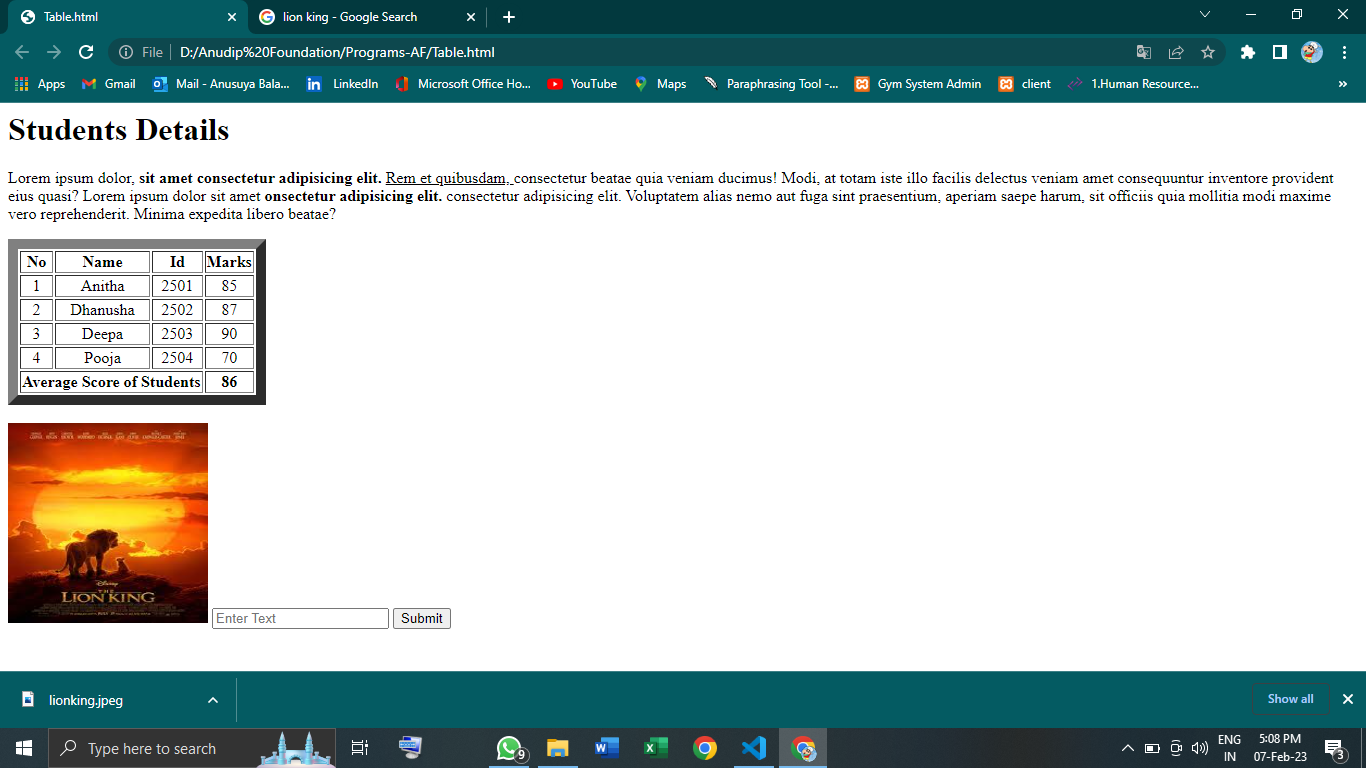 Table.html
lion king - Google Search
File D:/Anudip%20Foundation/Programs-AF/Table.html
Apps Gmail Mail - Anusuya Bala... LinkedIn Microsoft Office Ho... YouTube Maps Paraphrasing Tool -... Gym System Admin client 1.Human Resource... »
Students Details
Lorem ipsum dolor, sit amet consectetur adipisicing elit. Rem et quibusdam, consectetur beatae quia veniam ducimus! Modi, at totam iste illo facilis delectus veniam amet consequuntur inventore provident
eius quasi? Lorem ipsum dolor sit amet onsectetur adipisicing elit. consectetur adipisicing elit. Voluptatem alias nemo aut fuga sint praesentium, aperiam saepe harum, sit officiis quia mollitia modi maxime
vero reprehenderit. Minima expedita libero beatae?
No Name Id Marks
1 Anitha 2501 85
2 Dhanusha 2502 87
3 Deepa 2503 90
4 Pooja 2504 70
Average Score of Students 86
Disney
THE
LION KING
Enter Text Submit
lionking.jpeg
Show all
Type here to search
9
ENG
IN
5:08 PM
07-Feb-23
3